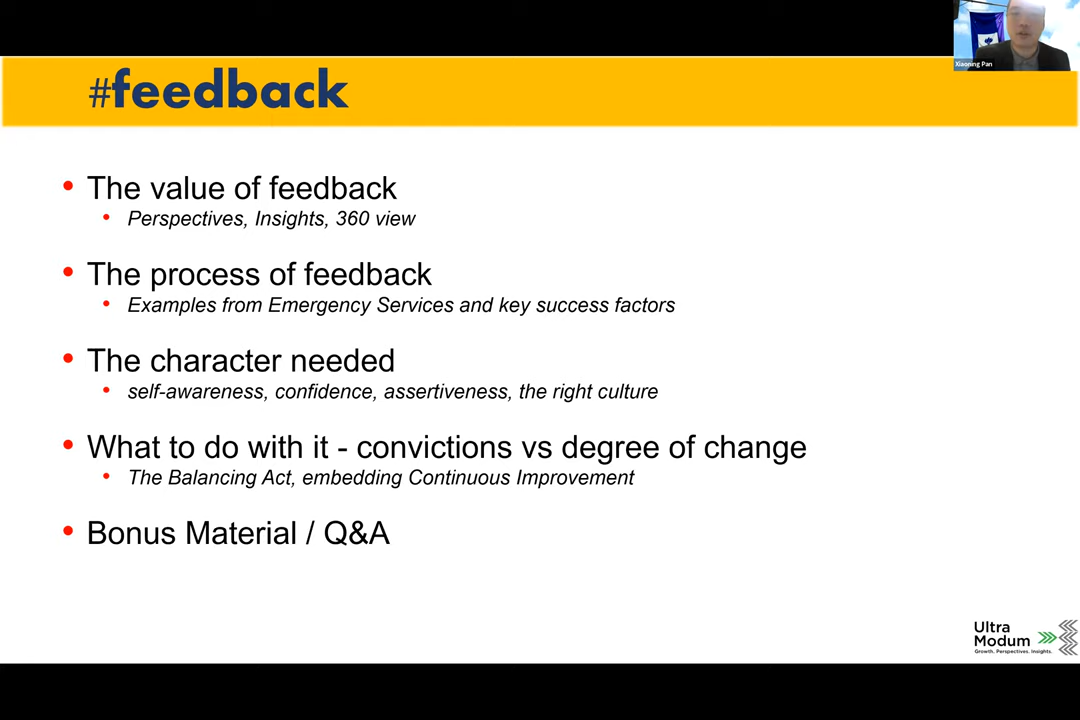 Xiaoning Pan
#feedback
• The value of feedback
• Perspectives, Insights, 360 view
• The process of feedback
• Examples from Emergency Services and key success factors
• The character needed
• self-awareness, confidence, assertiveness, the right culture
• What to do with it - convictions vs degree of change
• The Balancing Act, embedding Continuous Improvement
• Bonus Material / Q&A
Ultra
Modum
Growth. Perspectives. Insights.